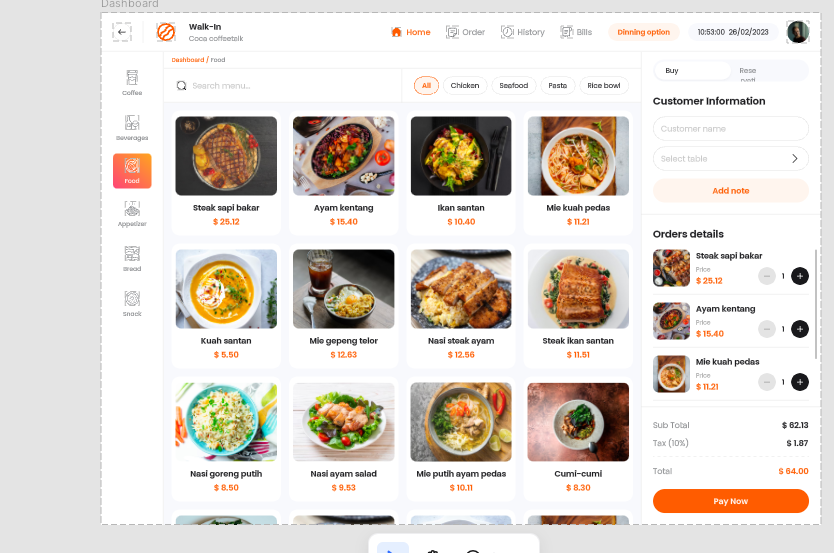 Dashboard
Walk-In
Coca coffeetalk
Home
Order
History
Bills
Dinning option
10:53:00 26/02/2023
Dashboard / Food
Search menu...
All
Chicken
Seafood
Pasta
Rice bowl
Coffee
Beverages
Food
Appetizer
Bread
Snack
Steak sapi bakar
$ 25.12
Ayam kentang
$ 15.40
Ikan santan
$ 10.40
Mie kuah pedas
$ 11.21
Kuah santan
$ 5.50
Mie gepeng telor
$ 12.63
Nasi steak ayam
$ 12.56
Steak ikan santan
$ 11.51
Nasi goreng putih
$ 8.50
Nasi ayam salad
$ 9.53
Mie putih ayam pedas
$ 10.11
Cumi-cumi
$ 8.30
Buy
Rese
Customer Information
Customer name
Select table
Add note
Orders details
Steak sapi bakar
Price
$ 25.12
1
Ayam kentang
Price
$ 15.40
1
Mie kuah pedas
Price
$ 11.21
1
Sub Total
$ 62.13
Tax (10%)
$ 1.87
Total
$ 64.00
Pay Now